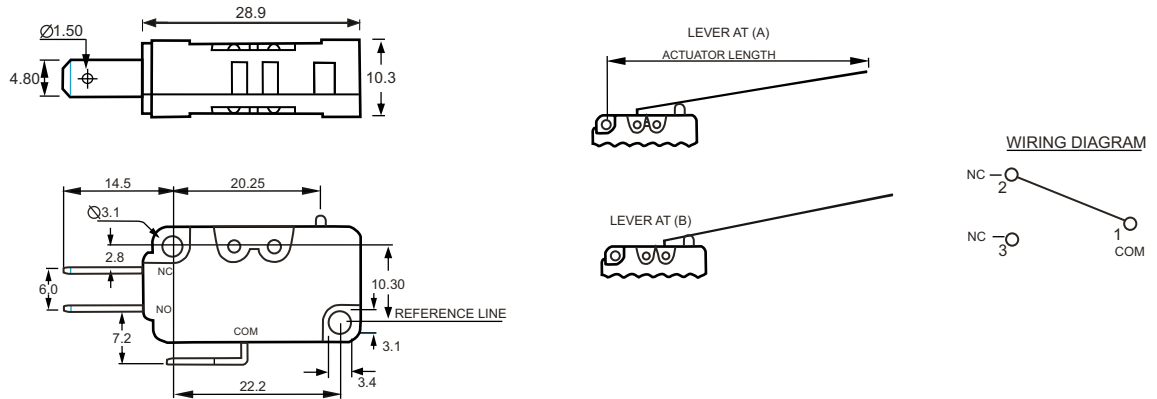 28.9
Ø1.50
4.80
10.3
LEVER AT (A)
ACTUATOR LENGTH
WIRING DIAGRAM
NC
2
NC
3
1
COM
LEVER AT (B)
14.5
20.25
Ø3.1
2.8
NC
6,0
NO
10.30
REFERENCE LINE
7.2
COM
3.1
3.4
22.2